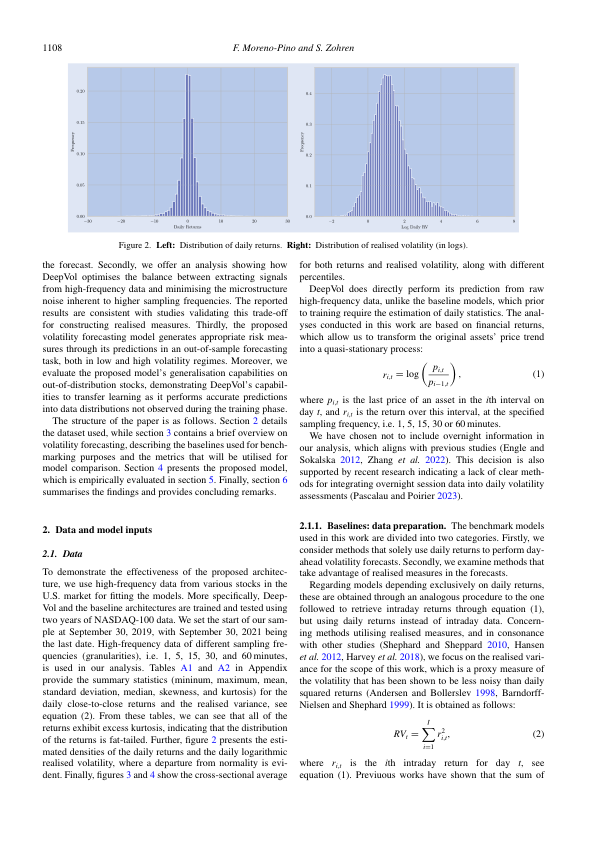 1108
F. Moreno-Pino and S. Zohren
0.20
0.15
0.10
0.05
0.00
Frequency
−30
−20
−10
0
10
20
30
Daily Returns
0.4
0.3
0.2
0.1
0.0
Frequency
−2
0
2
4
6
8
Log Daily RV
Figure 2. Left: Distribution of daily returns. Right: Distribution of realised volatility (in logs).
the forecast. Secondly, we offer an analysis showing how
DeepVol optimises the balance between extracting signals
from high-frequency data and minimising the microstructure
noise inherent to higher sampling frequencies. The reported
results are consistent with studies validating this trade-off
for constructing realised measures. Thirdly, the proposed
volatility forecasting model generates appropriate risk mea-
sures through its predictions in an out-of-sample forecasting
task, both in low and high volatility regimes. Moreover, we
evaluate the proposed model's generalisation capabilities on
out-of-distribution stocks, demonstrating DeepVol's capabil-
ities to transfer learning as it performs accurate predictions
into data distributions not observed during the training phase.
The structure of the paper is as follows. Section 2 details
the dataset used, while section 3 contains a brief overview on
volatility forecasting, describing the baselines used for bench-
marking purposes and the metrics that will be utilised for
model comparison. Section 4 presents the proposed model,
which is empirically evaluated in section 5. Finally, section 6
summarises the findings and provides concluding remarks.
2. Data and model inputs
2.1. Data
To demonstrate the effectiveness of the proposed architec-
ture, we use high-frequency data from various stocks in the
U.S. market for fitting the models. More specifically, Deep-
Vol and the baseline architectures are trained and tested using
two years of NASDAQ-100 data. We set the start of our sam-
ple at September 30, 2019, with September 30, 2021 being
the last date. High-frequency data of different sampling fre-
quencies (granularities), i.e. 1, 5, 15, 30, and 60 minutes,
is used in our analysis. Tables A1 and A2 in Appendix
provide the summary statistics (mininum, maximum, mean,
standard deviation, median, skewness, and kurtosis) for the
daily close-to-close returns and the realised variance, see
equation (2). From these tables, we can see that all of the
returns exhibit excess kurtosis, indicating that the distribution
of the returns is fat-tailed. Further, figure 2 presents the esti-
mated densities of the daily returns and the daily logarithmic
realised volatility, where a departure from normality is evi-
dent. Finally, figures 3 and 4 show the cross-sectional average
for both returns and realised volatility, along with different
percentiles.
DeepVol does directly perform its prediction from raw
high-frequency data, unlike the baseline models, which prior
to training require the estimation of daily statistics. The anal-
yses conducted in this work are based on financial returns,
which allow us to transform the original assets' price trend
into a quasi-stationary process:
r_{i,t} = log ( p_{i,t} / p_{i−1,t} ) , (1)
where p_{i,t} is the last price of an asset in the ith interval on
day t, and r_{i,t} is the return over this interval, at the specified
sampling frequency, i.e. 1, 5, 15, 30 or 60 minutes.
We have chosen not to include overnight information in
our analysis, which aligns with previous studies (Engle and
Sokalska 2012, Zhang et al. 2022). This decision is also
supported by recent research indicating a lack of clear meth-
ods for integrating overnight session data into daily volatility
assessments (Pascalau and Poirier 2023).
2.1.1. Baselines: data preparation. The benchmark models
used in this work are divided into two categories. Firstly, we
consider methods that solely use daily returns to perform day-
ahead volatility forecasts. Secondly, we examine methods that
take advantage of realised measures in the forecasts.
Regarding models depending exclusively on daily returns,
these are obtained through an analogous procedure to the one
followed to retrieve intraday returns through equation (1),
but using daily returns instead of intraday data. Concern-
ing methods utilising realised measures, and in consonance
with other studies (Shephard and Sheppard 2010, Hansen
et al. 2012, Harvey et al. 2018), we focus on the realised vari-
ance for the scope of this work, which is a proxy measure of
the volatility that has been shown to be less noisy than daily
squared returns (Andersen and Bollerslev 1998, Barndorff-
Nielsen and Shephard 1999). It is obtained as follows:
RV_t = ∑_{i=1}^{I} r²_{i,t}, (2)
where r_{i,t} is the ith intraday return for day t, see
equation (1). Previous works have shown that the sum of